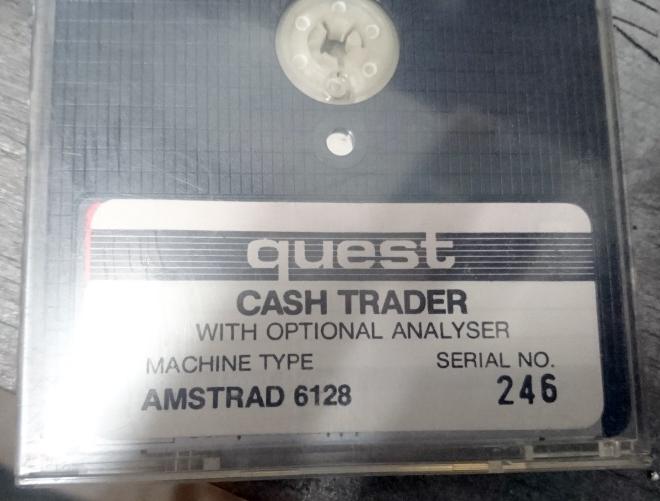 quest
CASH TRADER
WITH OPTIONAL ANALYSER
MACHINE TYPE SERIAL NO.
AMSTRAD 6128 246